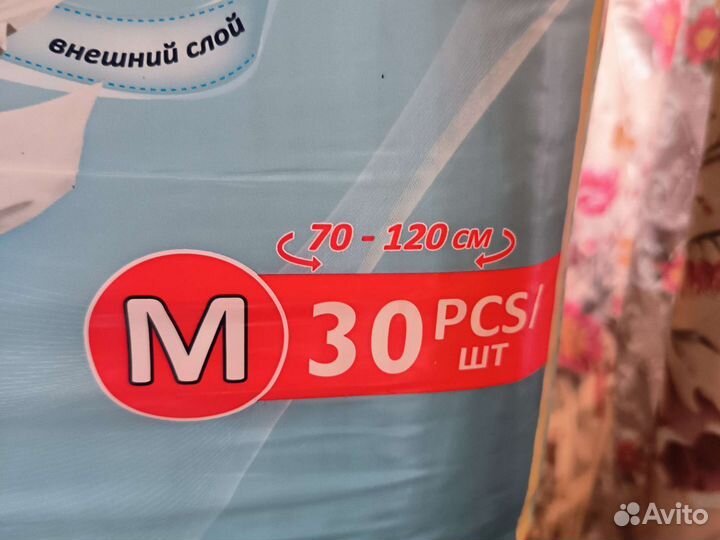 внешний слой
70 - 120 см
M 30 PCS/
шт
Avito